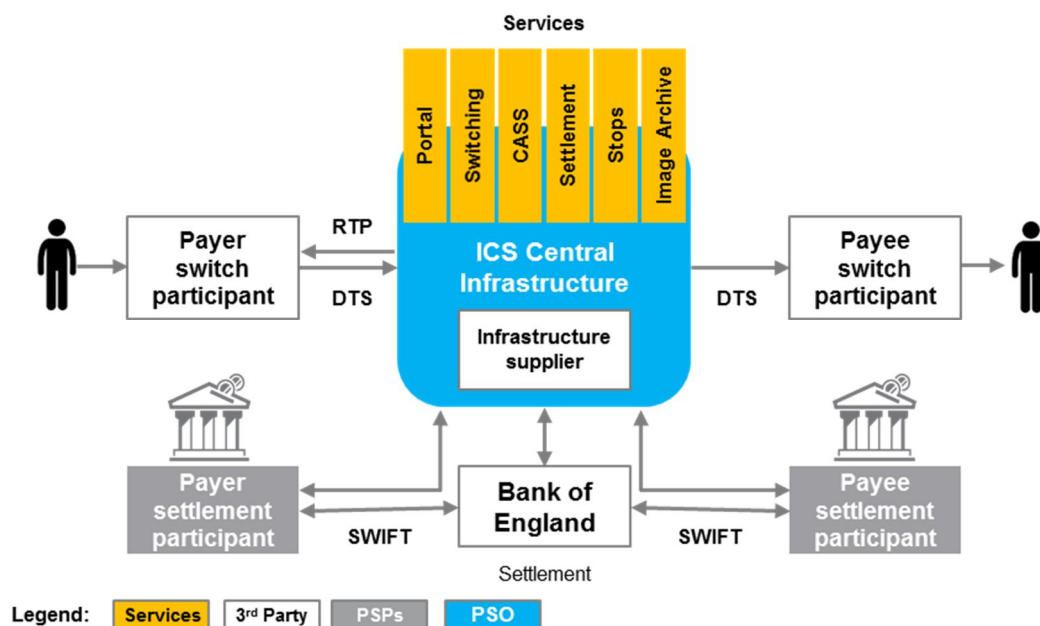 Services
Portal
Switching
CASS
Settlement
Stops
Image Archive
Payer
switch
participant
RTP
DTS
ICS Central
Infrastructure
Infrastructure
supplier
DTS
Payee
switch
participant
Payer
settlement
participant
SWIFT
Bank of
England
SWIFT
Payee
settlement
participant
Settlement
Legend: Services 3rd Party PSPs PSO